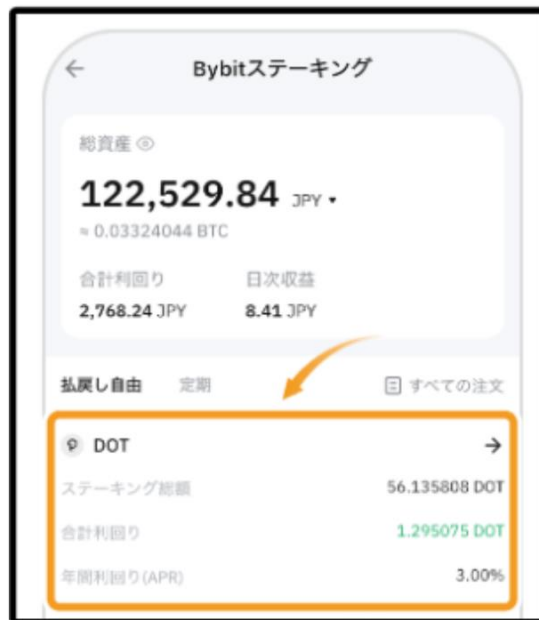 Bybitステーキング
総資産
122,529.84 JPY
≈ 0.03324044 BTC
合計利回り 日次収益
2,768.24 JPY 8.41 JPY
払戻し自由 定期 すべての注文
DOT
ステーキング総額 56.135808 DOT
合計利回り 1.295075 DOT
年間利回り(APR) 3.00%